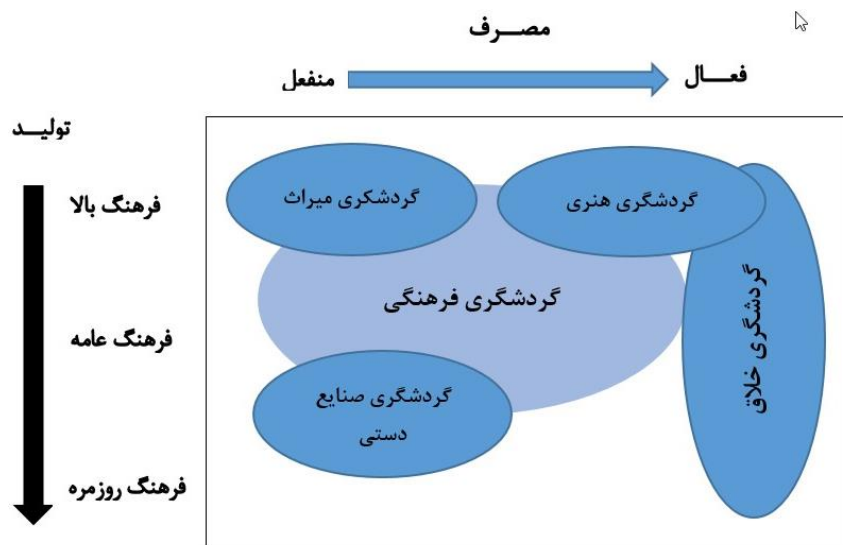 مصـــرف
فعـــال
منفعل
تولیــد
فرهنگ بالا
فرهنگ عامه
فرهنگ روزمره
گردشگری هنری
گردشکری میراث
گردشگری فرهنگی
گردشگری خلاق
گردشگری صنایع
دستی